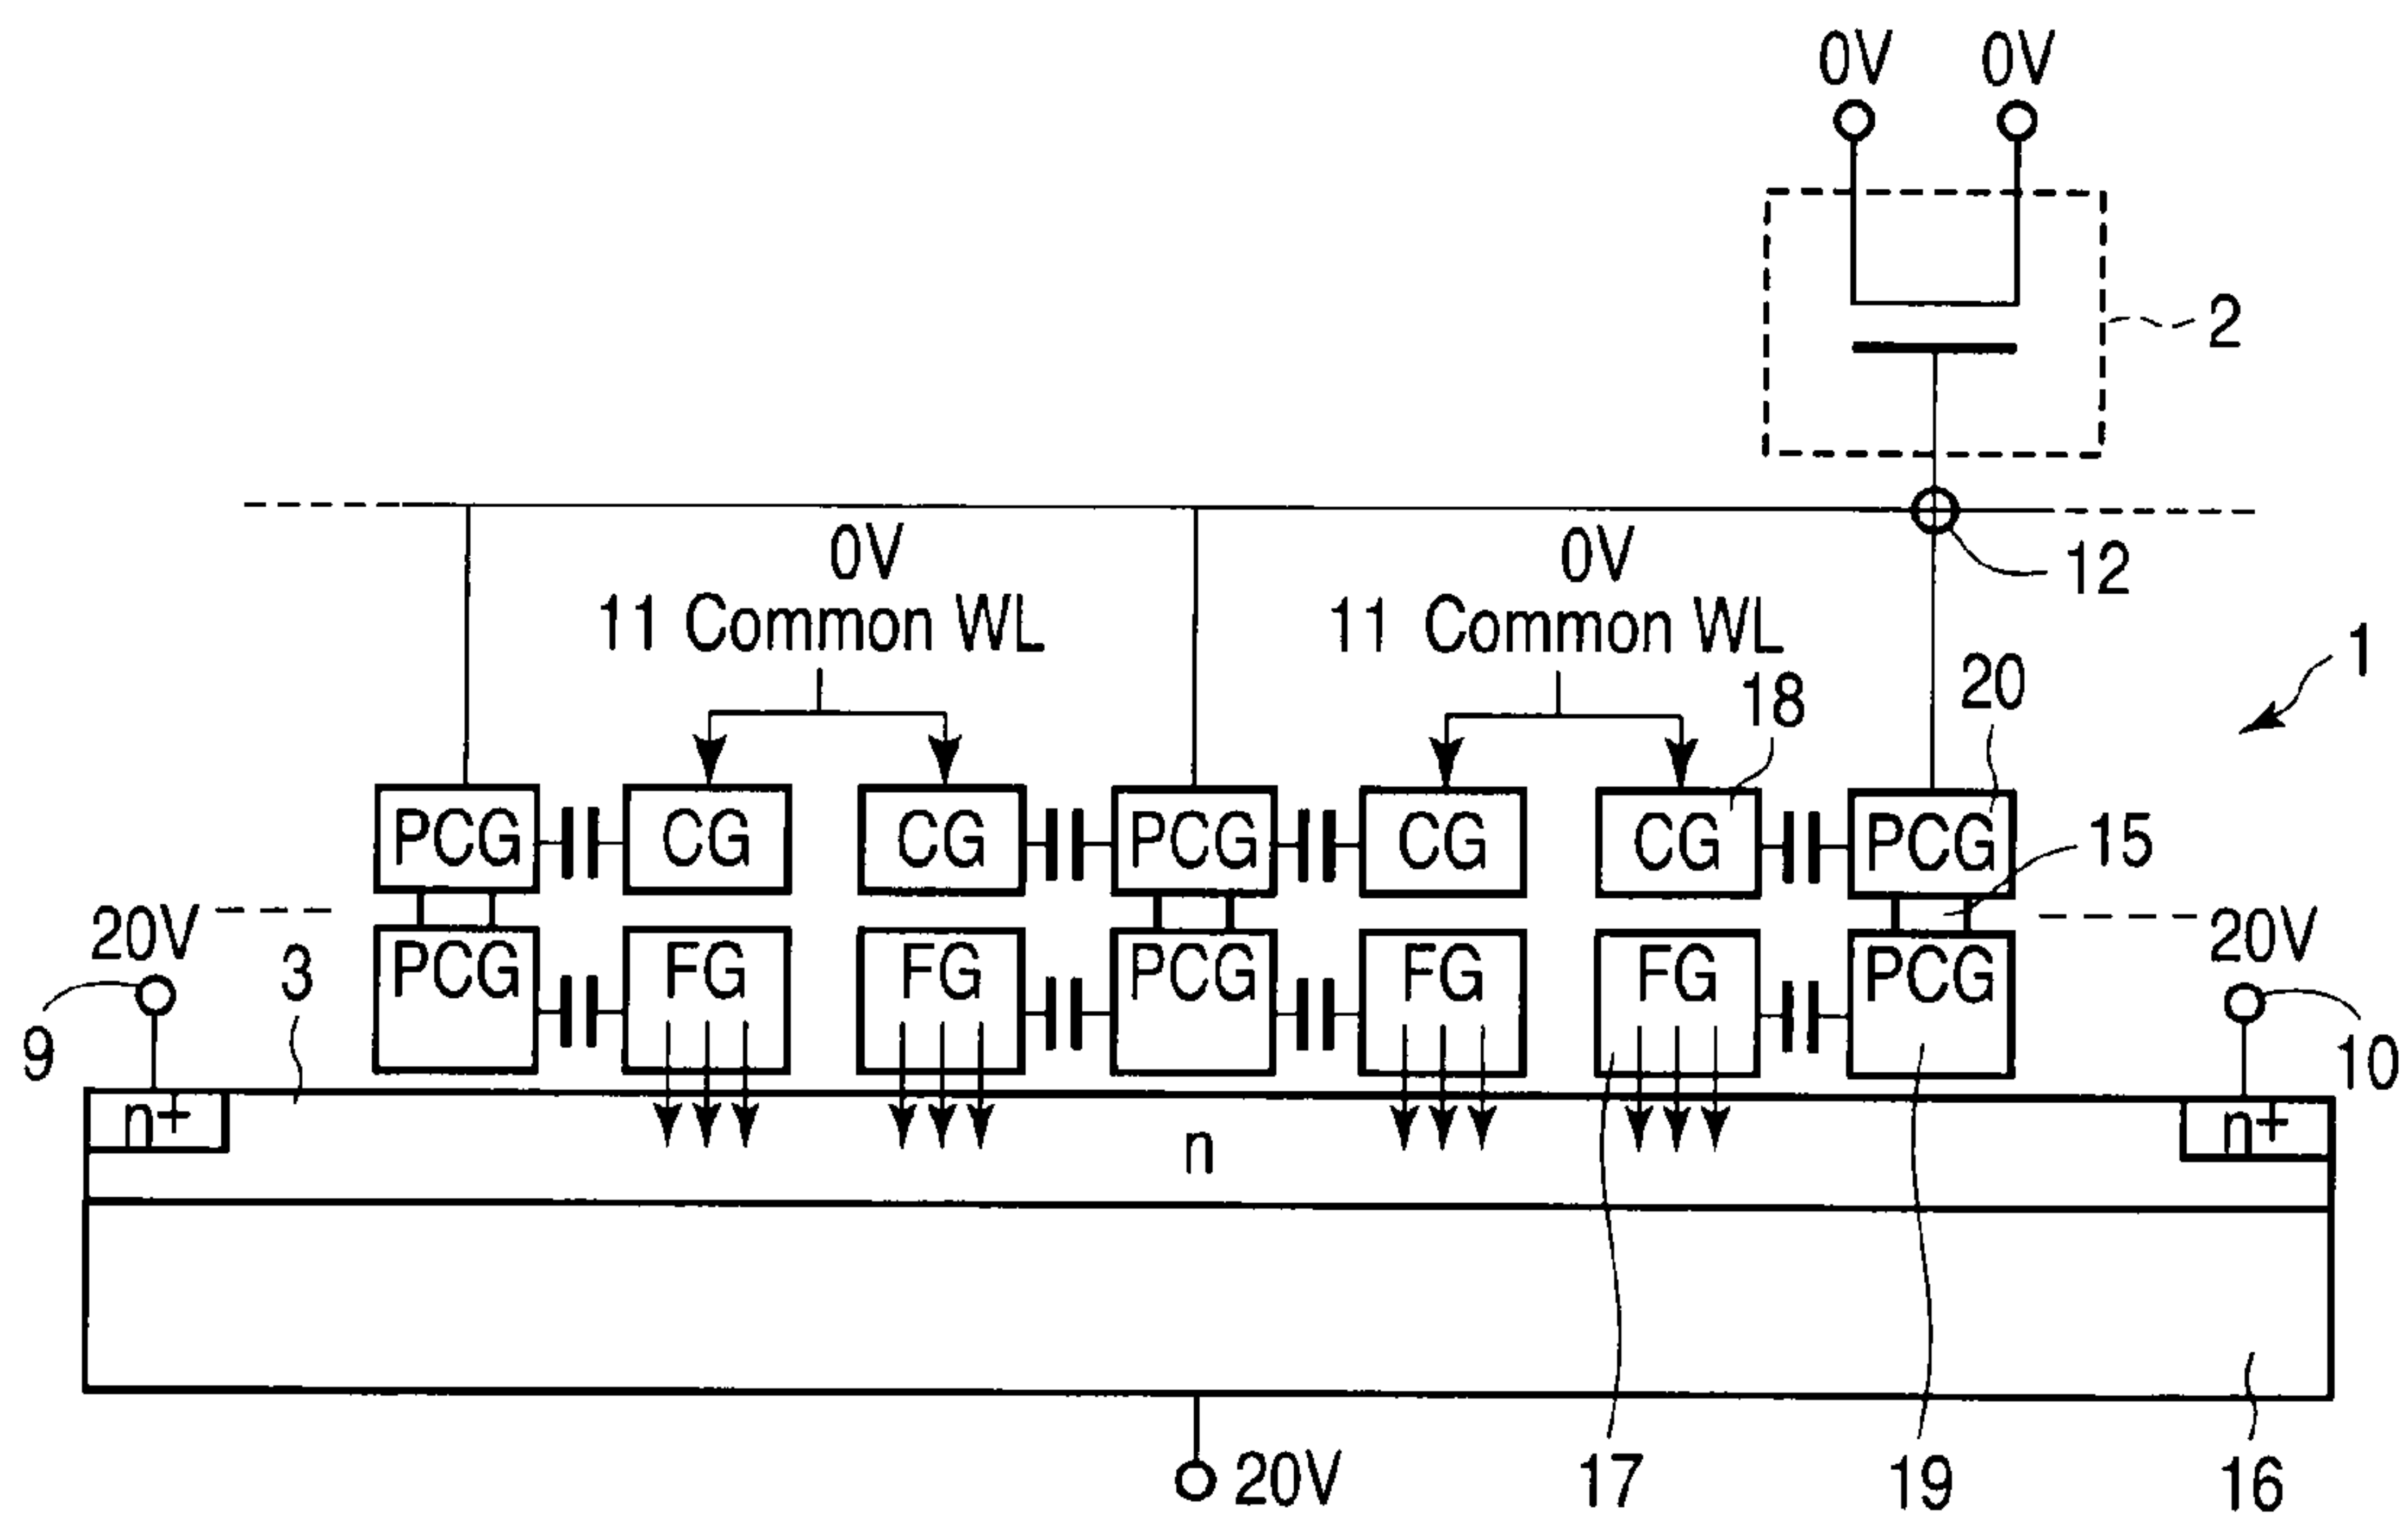 0V 0V
2
12
0V 0V
11 Common WL 11 Common WL
1
18 20
PCG CG CG PCG CG CG PCG
15
20V 20V
3
PCG FG FG PCG FG FG PCG
9 10
n+ n n+
20V
17 19 16